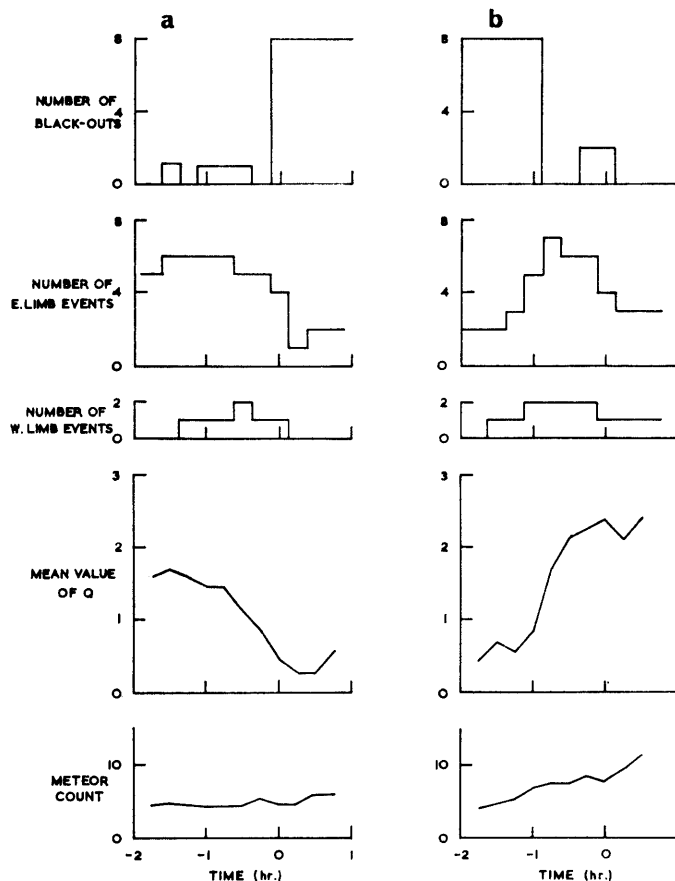 a
b
8
4
0
8
4
0
NUMBER OF
BLACK-OUTS
8
4
0
8
4
0
NUMBER OF
E. LIMB EVENTS
2
0
2
0
NUMBER OF
W. LIMB EVENTS
3
2
1
0
3
2
1
0
MEAN VALUE
OF Q
10
0
10
0
METEOR
COUNT
-2 -1 0 1
-2 -1 0
TIME (hr.)
TIME (hr.)